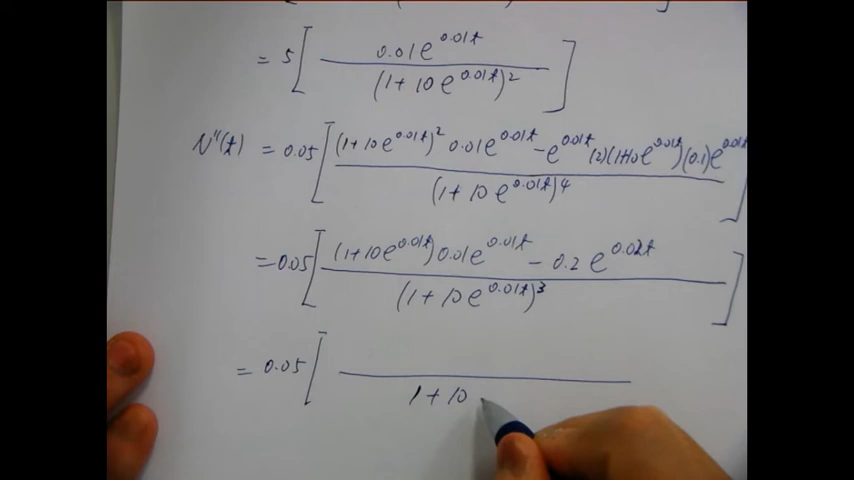 = 5 [ 0.01e^0.01t / (1+10e^0.01t)^2 ]
N''(t) = 0.05 [ (1+10e^0.01t)^2 0.01e^0.01t - e^0.01t (2)(1+10e^0.01t)(0.1)e^0.01t / (1+10e^0.01t)^4 ]
= 0.05 [ (1+10e^0.01t)0.01e^0.01t - 0.2e^0.02t / (1+10e^0.01t)^3 ]
= 0.05 [ / 1+10